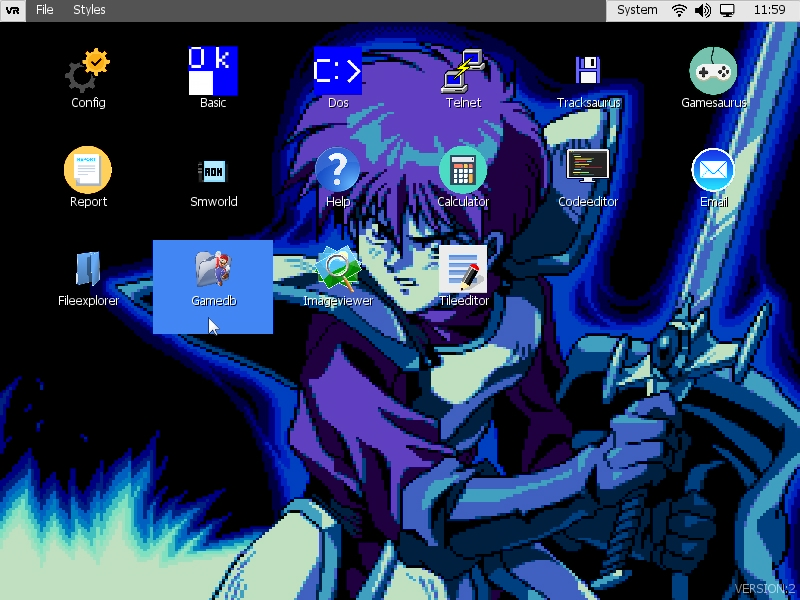 VR File Styles System 11:59
Ok
C:>
Config Basic Dos Telnet Tracksaurus Gamesaurus
REPORT
ROM
Report Smworld Help Calculator Codeeditor Email
Fileexplorer Gamedb Imageviewer Tileeditor
VERSION:2